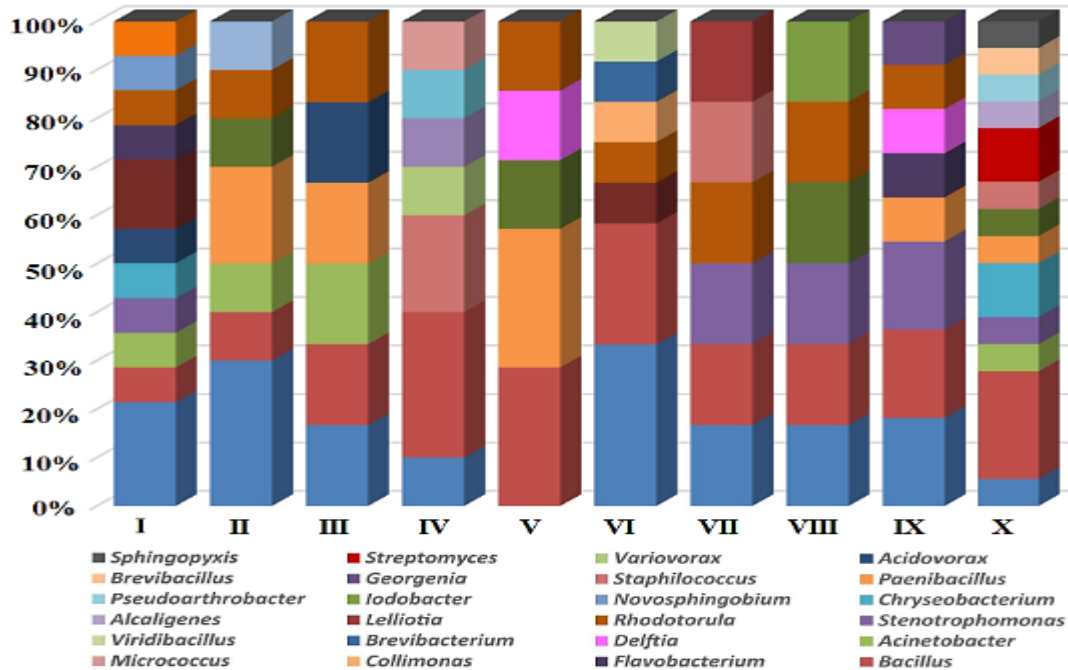 100%
90%
80%
70%
60%
50%
40%
30%
20%
10%
0%
I II III IV V VI VII VIII IX X
Sphingopyxis Streptomyces Variovorax Acidovorax
Brevibacillus Georgenia Staphilococcus Paenibacillus
Pseudoarthrobacter Iodobacter Novosphingobium Chryseobacterium
Alcaligenes Lelliotia Rhodotorula Stenotrophomonas
Viridibacillus Brevibacterium Delftia Acinetobacter
Micrococcus Collimonas Flavobacterium Bacillus